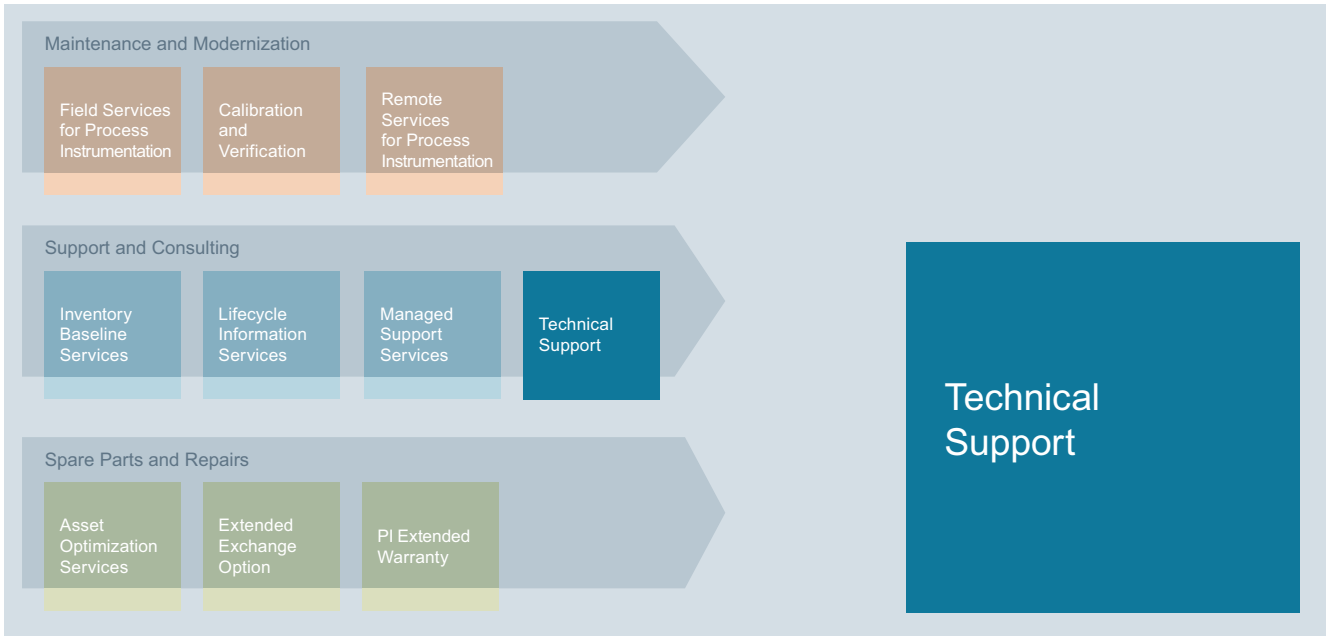 Maintenance and Modernization
Field Services
for Process
Instrumentation
Calibration
and
Verification
Remote
Services
for Process
Instrumentation
Support and Consulting
Inventory
Baseline
Services
Lifecycle
Information
Services
Managed
Support
Services
Technical
Support
Technical
Support
Spare Parts and Repairs
Asset
Optimization
Services
Extended
Exchange
Option
PI Extended
Warranty